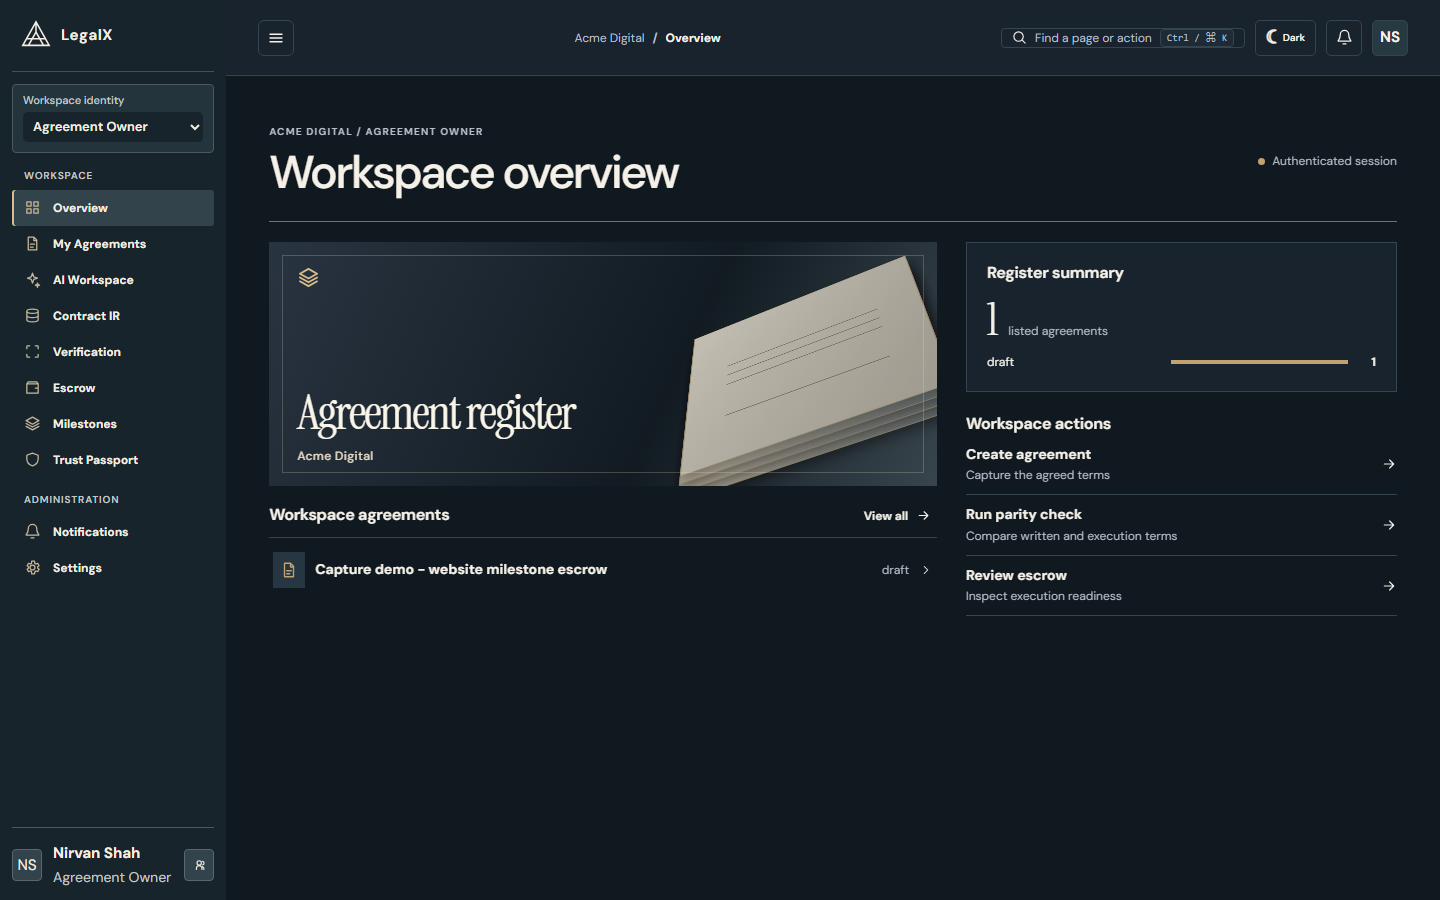 LegalX
Workspace identity
Agreement Owner
WORKSPACE
Overview
My Agreements
AI Workspace
Contract IR
Verification
Escrow
Milestones
Trust Passport
ADMINISTRATION
Notifications
Settings
NS
Nirvan Shah
Agreement Owner
Acme Digital / Overview
Find a page or action Ctrl / ⌘ K
Dark
NS
ACME DIGITAL / AGREEMENT OWNER
Workspace overview
Authenticated session
Agreement register
Acme Digital
Workspace agreements
View all
Capture demo – website milestone escrow
draft
Register summary
1 listed agreements
draft 1
Workspace actions
Create agreement
Capture the agreed terms
Run parity check
Compare written and execution terms
Review escrow
Inspect execution readiness